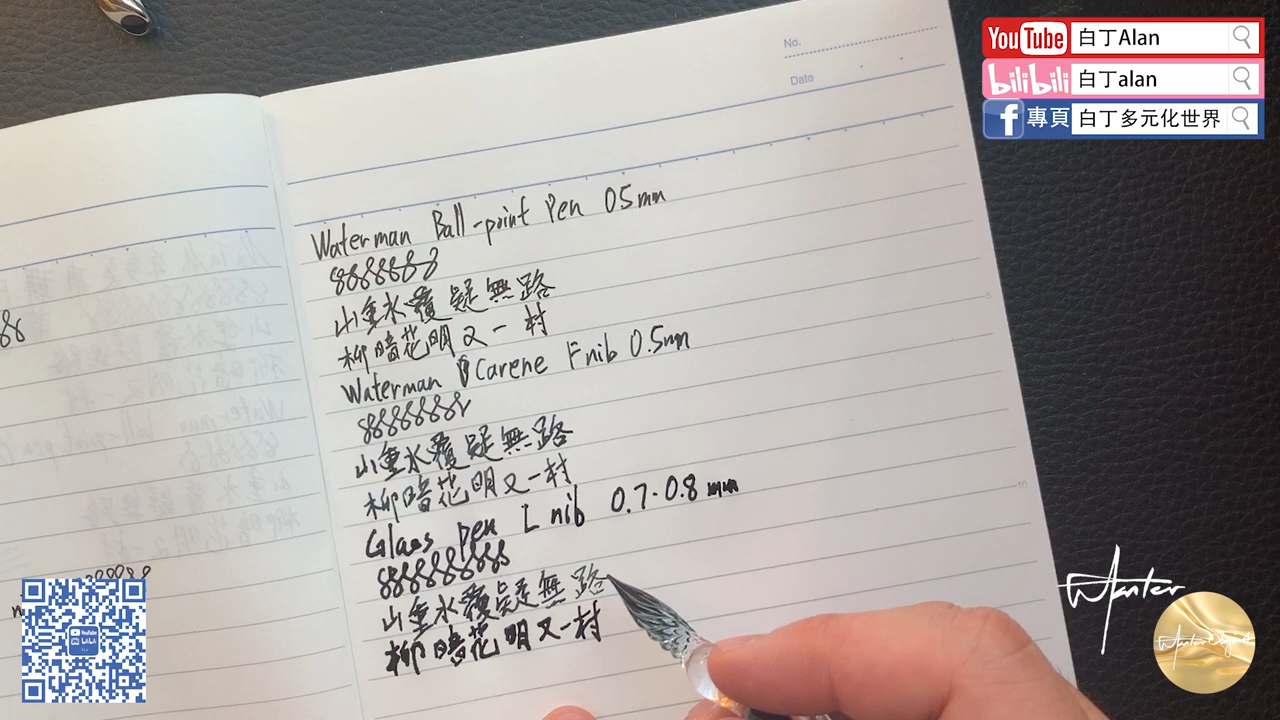 No.
Date
Waterman Ball-point Pen 05mm
8888888
山重水覆疑無路
柳暗花明又一村
Waterman Carene F nib 0.5mm
88888888
山重水覆疑無路
柳暗花明又一村
Glass pen L nib 0.7-0.8 mm
888888888
山重水覆疑無路
柳暗花明又一村
YouTube 白丁Alan
bilibili 白丁alan
f 專頁 白丁多元化世界